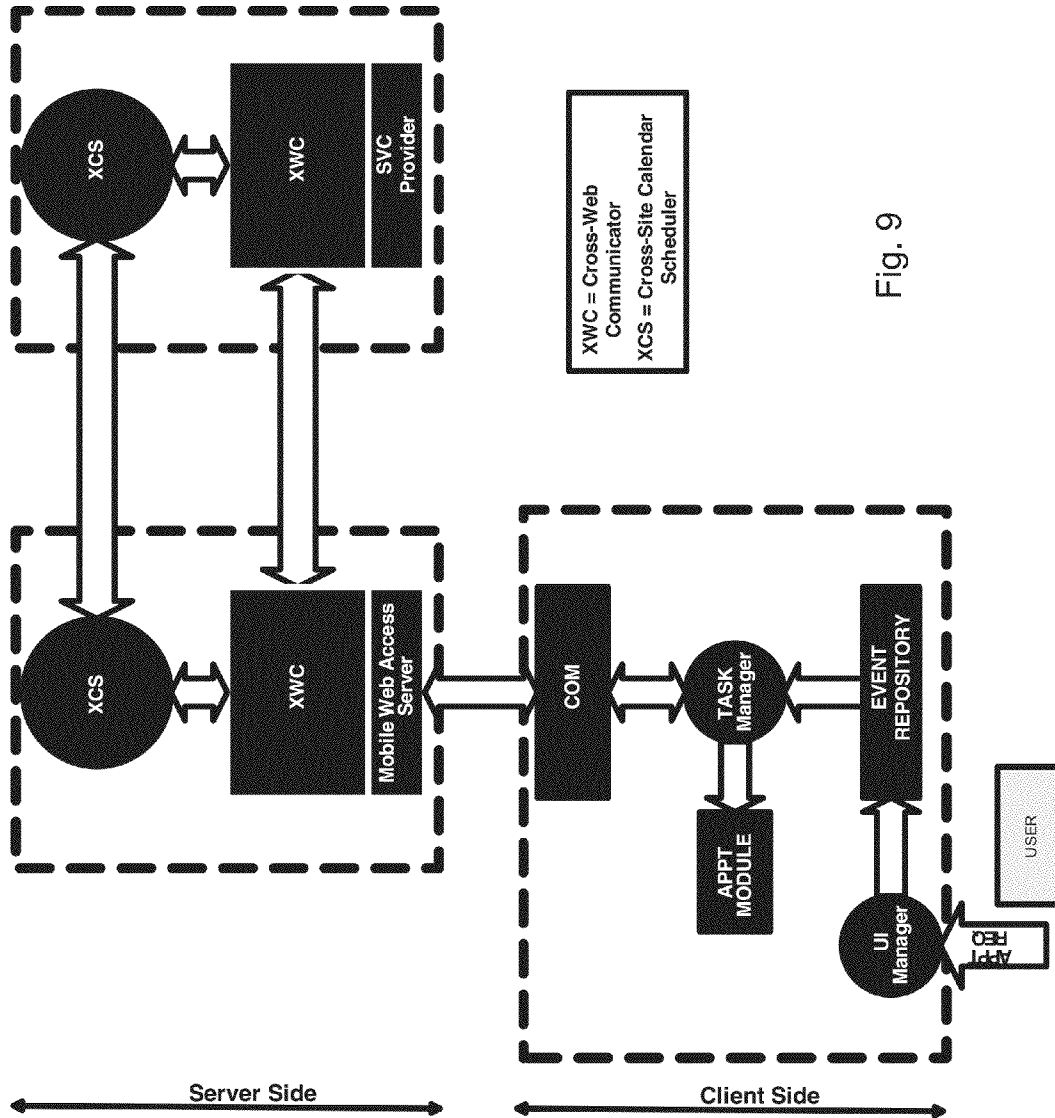 XCS
XCS
XWC
XWC
Mobile Web Access
Server
SVC
Provider
COM
TASK
Manager
APPT
MODULE
EVENT
REPOSITORY
UI
Manager
APPT
REQ
USER
XWC = Cross-Web
Communicator
XCS = Cross-Site Calendar
Scheduler
Fig. 9
Server Side
Client Side